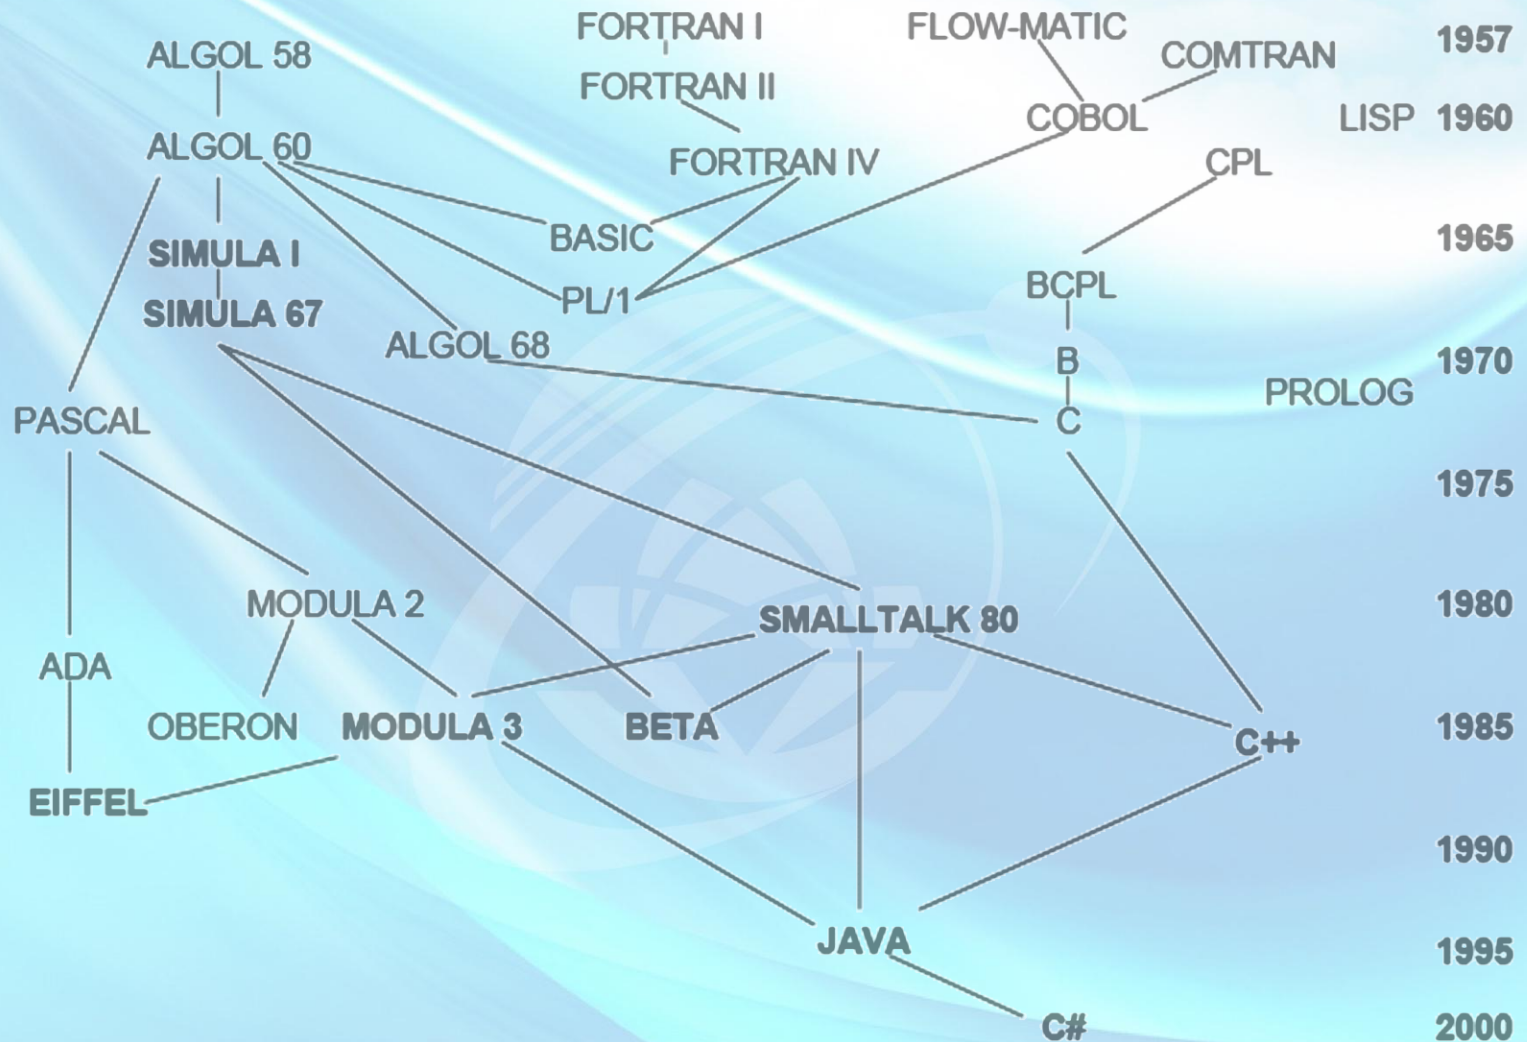 FORTRAN I
FLOW-MATIC
1957
ALGOL 58
COMTRAN
FORTRAN II
COBOL
LISP
1960
ALGOL 60
FORTRAN IV
CPL
BASIC
1965
SIMULA I
BCPL
PL/1
SIMULA 67
ALGOL 68
B
1970
PROLOG
PASCAL
C
1975
MODULA 2
1980
SMALLTALK 80
ADA
OBERON
MODULA 3
BETA
1985
C++
EIFFEL
1990
JAVA
1995
C#
2000